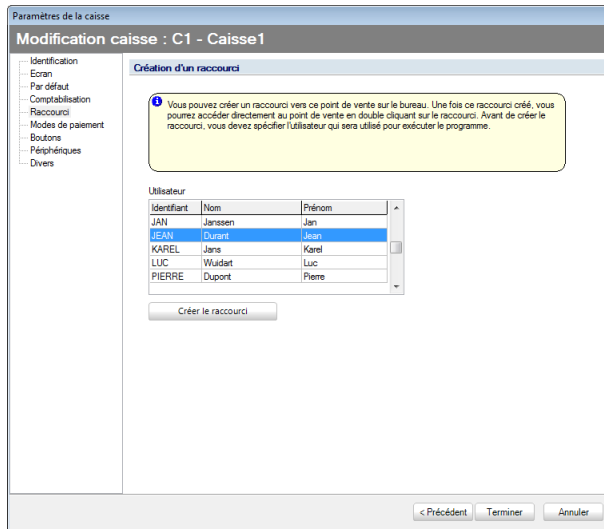 Paramètres de la caisse
Modification caisse : C1 - Caisse1
Identification
Ecran
Par défaut
Comptabilisation
Raccourci
Modes de paiement
Boutons
Périphériques
Divers
Création d'un raccourci
Vous pouvez créer un raccourci vers ce point de vente sur le bureau. Une fois ce raccourci créé, vous
pourrez accéder directement au point de vente en double cliquant sur le raccourci. Avant de créer le
raccourci, vous devez spécifier l'utilisateur qui sera utilisé pour exécuter le programme.
Utilisateur
Identifiant Nom Prénom
JAN Janssen Jan
JEAN Durant Jean
KAREL Jans Karel
LUC Wuidart Luc
PIERRE Dupont Pierre
Créer le raccourci
< Précédent Terminer Annuler